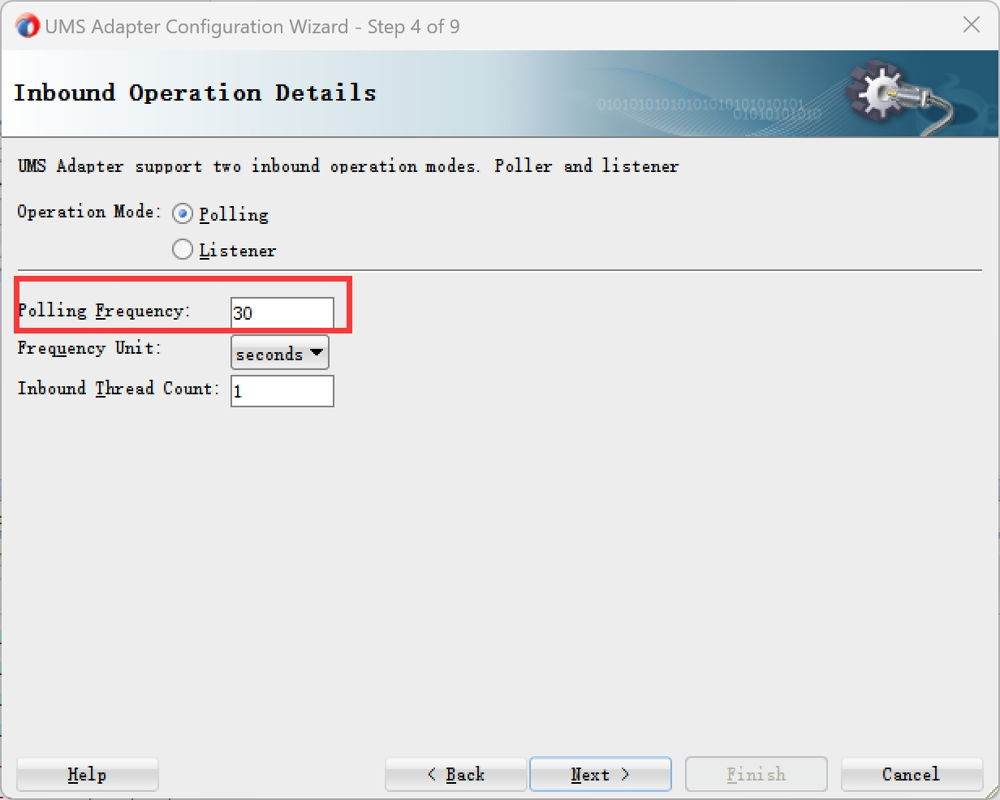 UMS Adapter Configuration Wizard - Step 4 of 9
Inbound Operation Details
010101010101010101010101
01010101010
UMS Adapter support two inbound operation modes. Poller and listener
Operation Mode: Polling
Listener
Polling Frequency: 30
Frequency Unit: seconds
Inbound Thread Count: 1
Help < Back Next > Finish Cancel